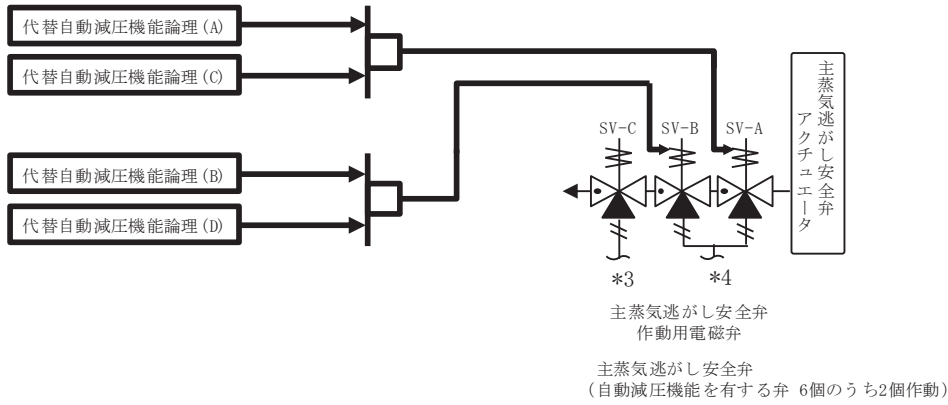 代替自動減圧機能論理(A)
代替自動減圧機能論理(C)
代替自動減圧機能論理(B)
代替自動減圧機能論理(D)
SV-C
SV-B
SV-A
主蒸気逃がし安全弁
アクチュエータ
*3
*4
主蒸気逃がし安全弁
作動用電磁弁
主蒸気逃がし安全弁
(自動減圧機能を有する弁 6個のうち2個作動)